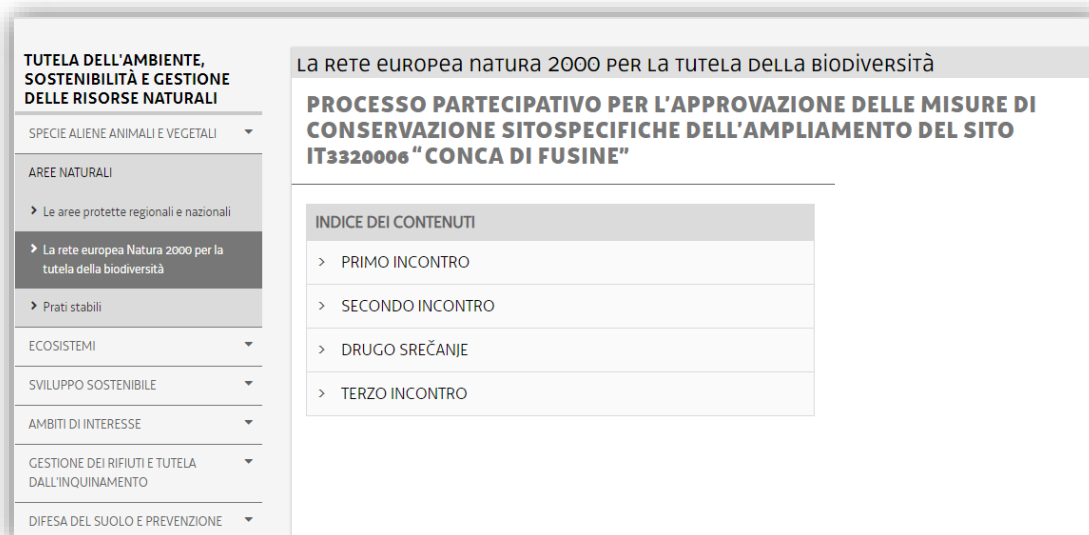 TUTELA DELL'AMBIENTE,
SOSTENIBILITÀ E GESTIONE
DELLE RISORSE NATURALI
SPECIE ALIENE ANIMALI E VEGETALI
AREE NATURALI
Le aree protette regionali e nazionali
La rete europea Natura 2000 per la
tutela della biodiversità
Prati stabili
ECOSISTEMI
SVILUPPO SOSTENIBILE
AMBITI DI INTERESSE
GESTIONE DEI RIFIUTI E TUTELA
DALL'INQUINAMENTO
DIFESA DEL SUOLO E PREVENZIONE
La rete europea natura 2000 per la tutela della biodiversità
PROCESSO PARTECIPATIVO PER L'APPROVAZIONE DELLE MISURE DI
CONSERVAZIONE SITOSPECIFICHE DELL'AMPLIAMENTO DEL SITO
IT3320006 "CONCA DI FUSINE"
INDICE DEI CONTENUTI
> PRIMO INCONTRO
> SECONDO INCONTRO
> DRUGO SREČANJE
> TERZO INCONTRO